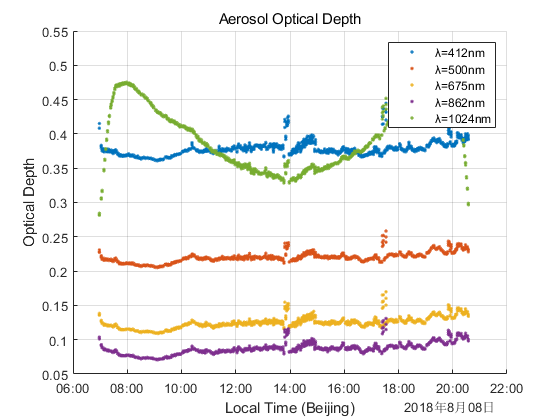 Aerosol Optical Depth
0.55
0.5
0.45
0.4
0.35
0.3
0.25
0.2
0.15
0.1
0.05
Optical Depth
λ=412nm
λ=500nm
λ=675nm
λ=862nm
λ=1024nm
06:00 08:00 10:00 12:00 14:00 16:00 18:00 20:00 22:00
Local Time (Beijing)
2018年8月08日